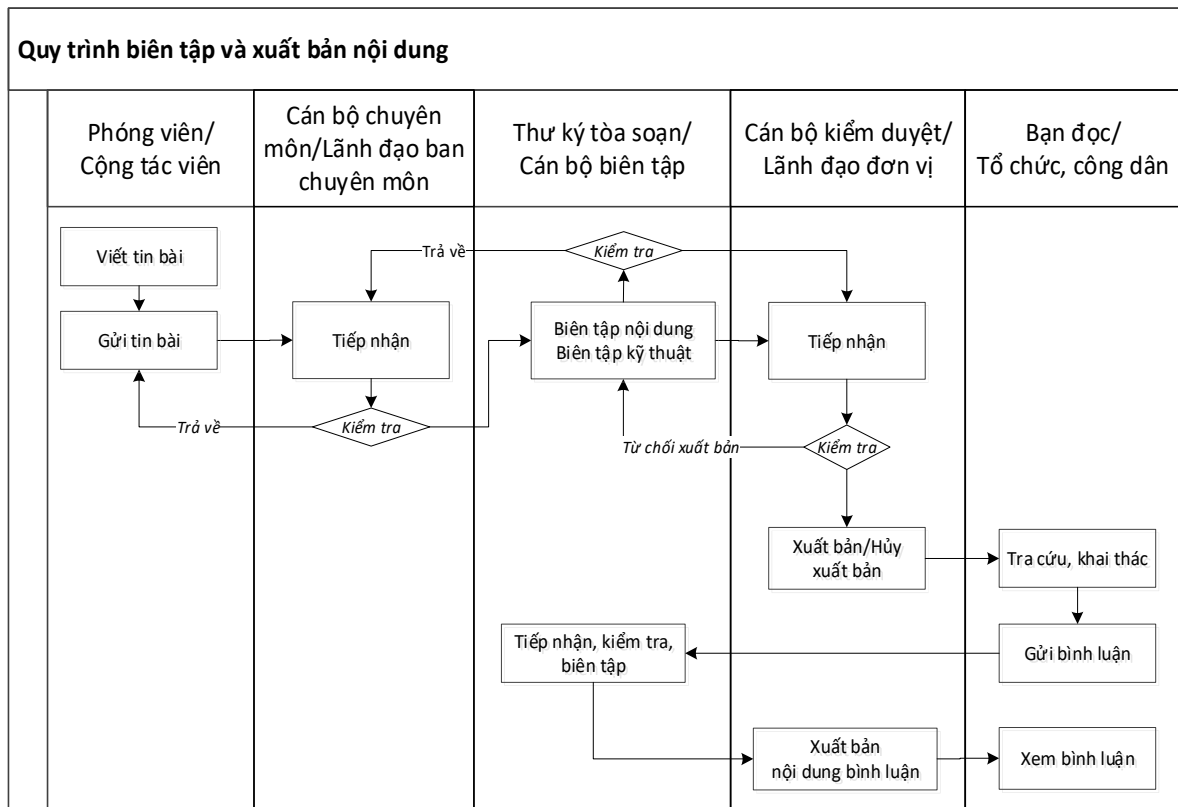 Quy trình biên tập và xuất bản nội dung
Phóng viên/
Cộng tác viên
Cán bộ chuyên
môn/Lãnh đạo ban
chuyên môn
Thư ký tòa soạn/
Cán bộ biên tập
Cán bộ kiểm duyệt/
Lãnh đạo đơn vị
Bạn đọc/
Tổ chức, công dân
Viết tin bài
Trả về
Kiểm tra
Gửi tin bài
Tiếp nhận
Biên tập nội dung
Biên tập kỹ thuật
Tiếp nhận
Trả về
Kiểm tra
Từ chối xuất bản
Kiểm tra
Xuất bản/Hủy
xuất bản
Tra cứu, khai thác
Tiếp nhận, kiểm tra,
biên tập
Gửi bình luận
Xuất bản
nội dung bình luận
Xem bình luận